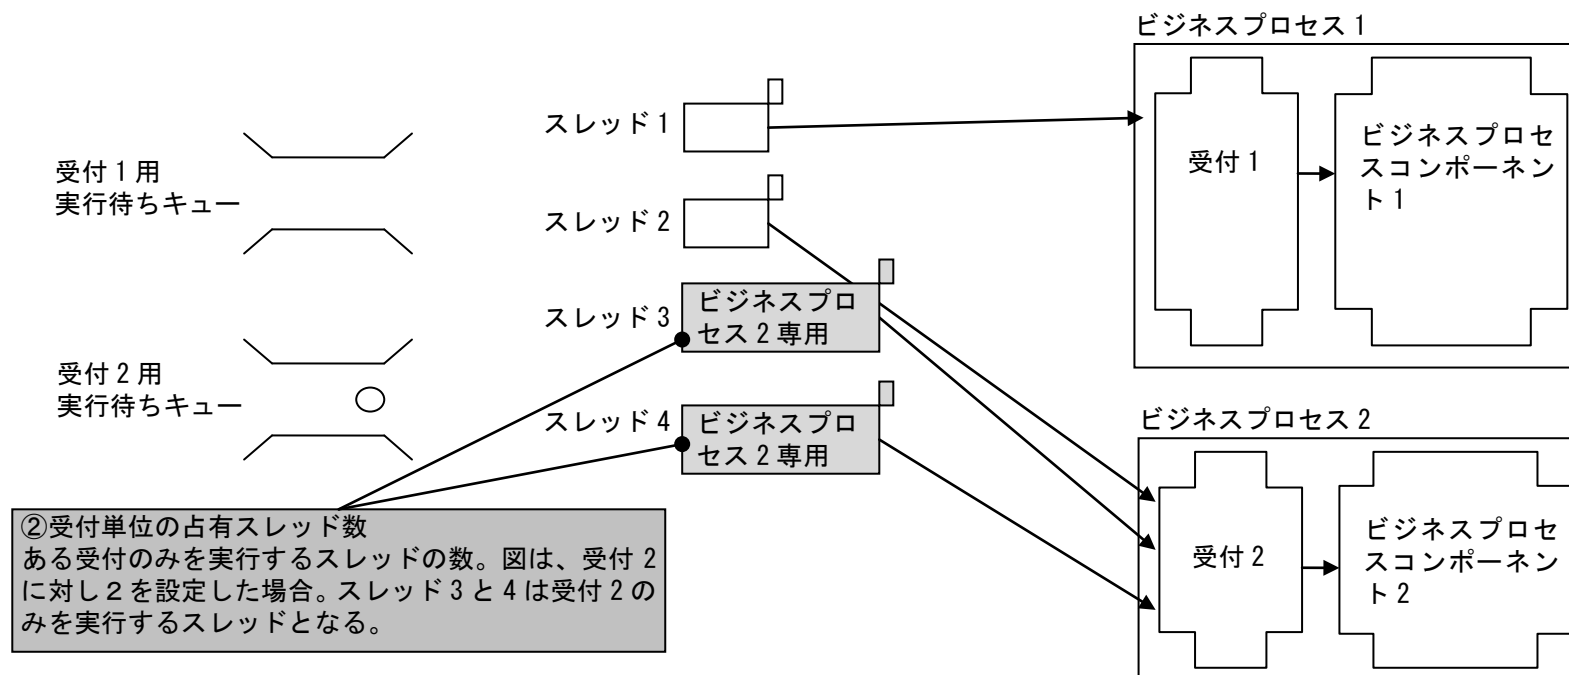 ビジネスプロセス1
スレッド1
受付1用
実行待ちキュー
受付1
ビジネスプロセ
スコンポーネン
ト1
スレッド2
スレッド3
ビジネスプロ
セス2専用
受付2用
実行待ちキュー
スレッド4
ビジネスプロ
セス2専用
ビジネスプロセス2
受付2
ビジネスプロセ
スコンポーネン
ト2
②受付単位の占有スレッド数
ある受付のみを実行するスレッドの数。図は、受付2
に対し２を設定した場合。スレッド3と4は受付2の
みを実行するスレッドとなる。